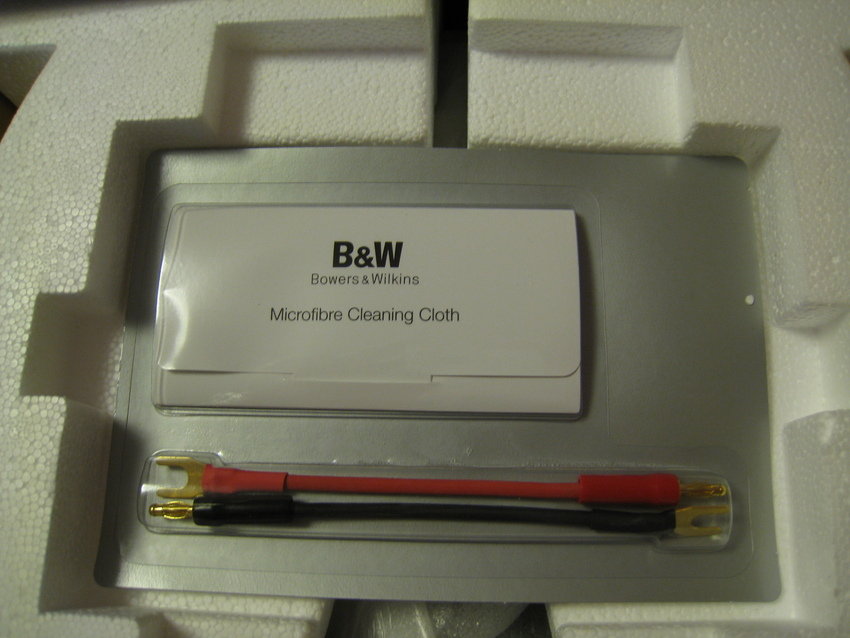 B&W
Bowers & Wilkins
Microfibre Cleaning Cloth